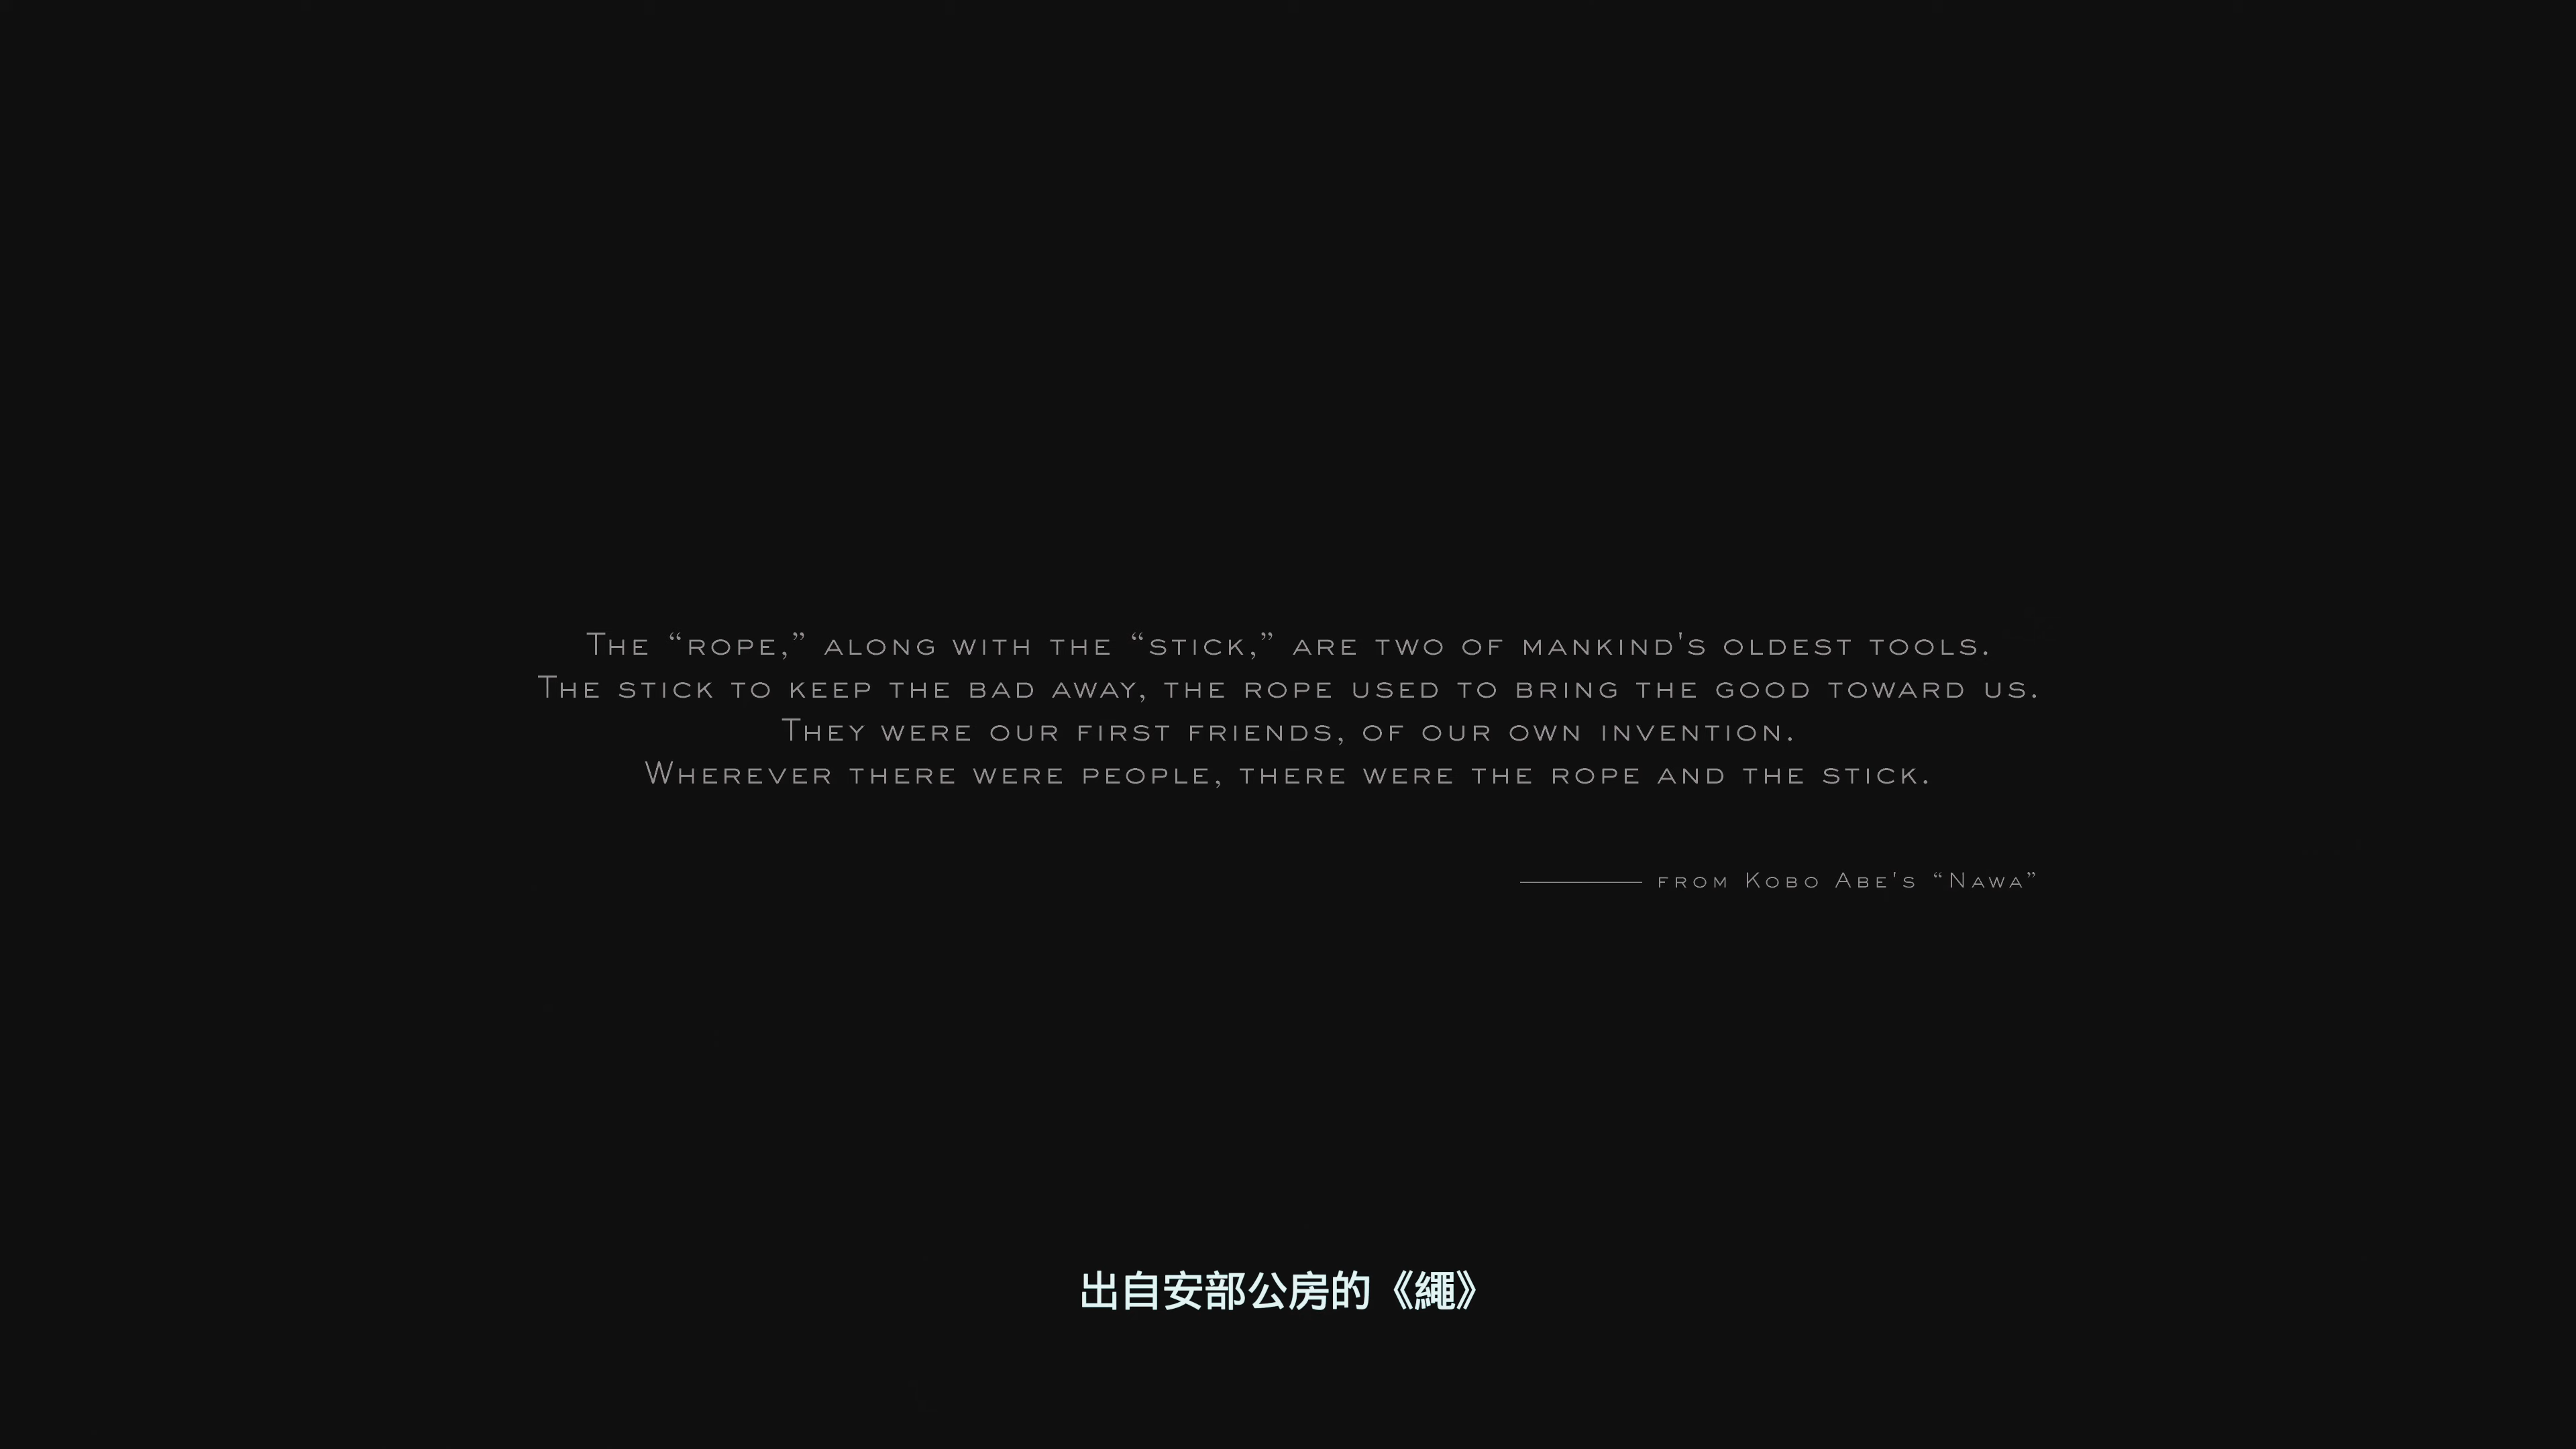 The “rope,” along with the “stick,” are two of mankind's oldest tools.
The stick to keep the bad away, the rope used to bring the good toward us.
They were our first friends, of our own invention.
Wherever there were people, there were the rope and the stick.
from Kobo Abe's “Nawa”
出自安部公房的《繩》